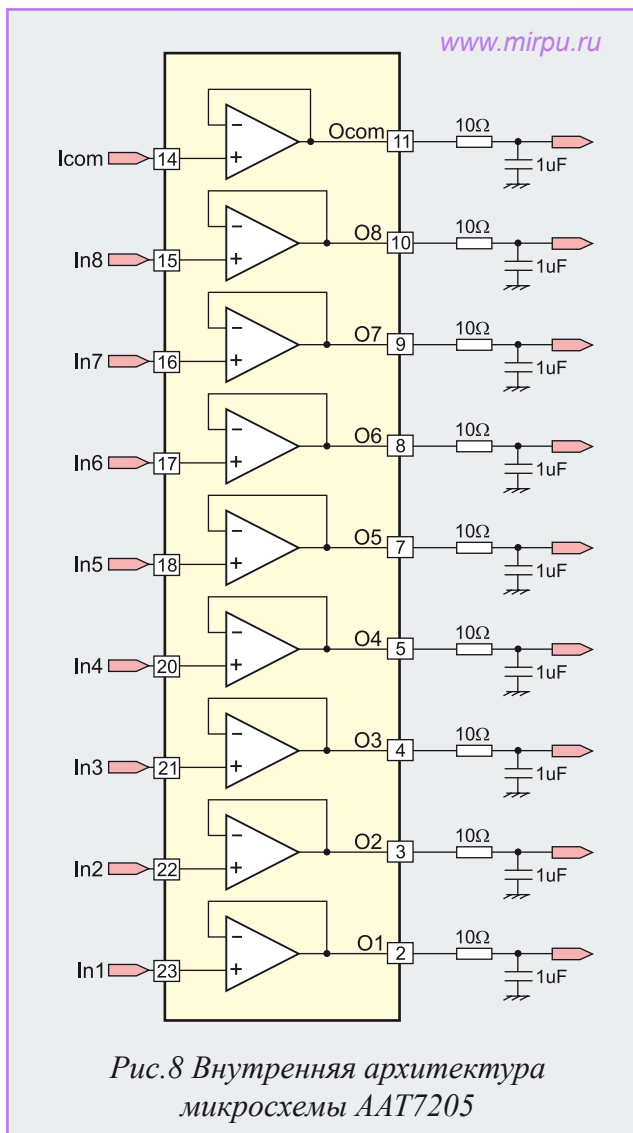 www.mirpu.ru
Ocom 11 10Ω
Icom 14 1uF
O8 10 10Ω
In8 15 1uF
O7 9 10Ω
In7 16 1uF
O6 8 10Ω
In6 17 1uF
O5 7 10Ω
In5 18 1uF
O4 5 10Ω
In4 20 1uF
O3 4 10Ω
In3 21 1uF
O2 3 10Ω
In2 22 1uF
O1 2 10Ω
In1 23 1uF
Рис.8 Внутренняя архитектура
микросхемы AAT7205